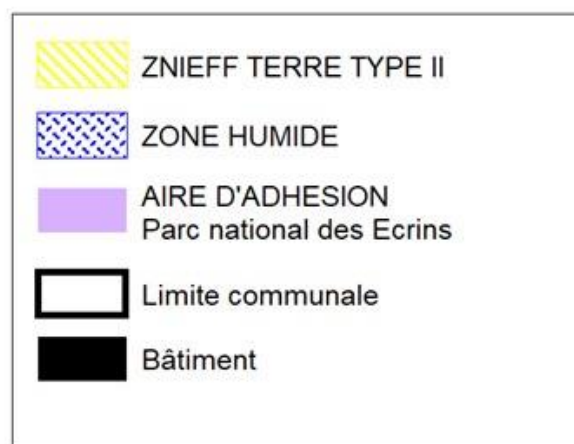 ZNIEFF TERRE TYPE II
ZONE HUMIDE
AIRE D'ADHESION
Parc national des Ecrins
Limite communale
Bâtiment